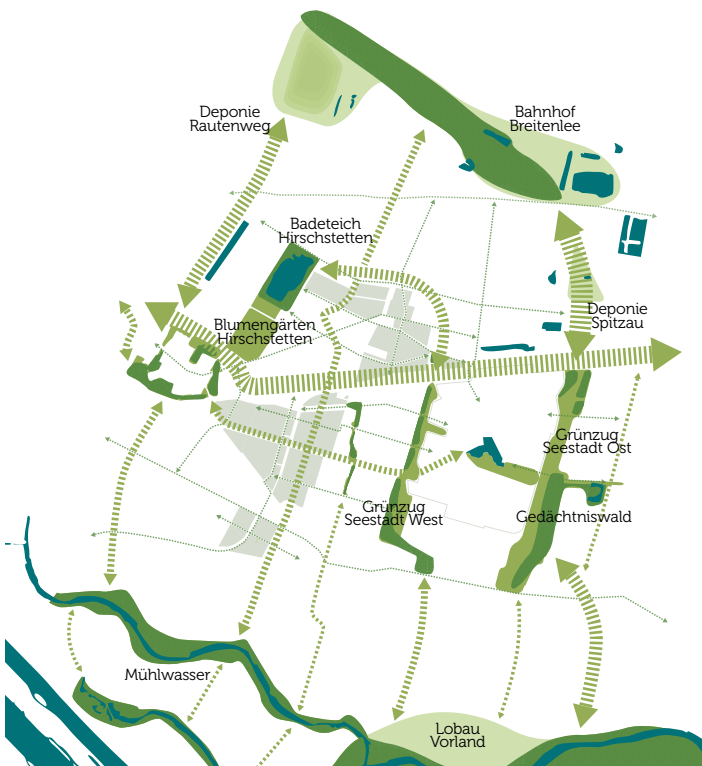 Deponie
Rautenweg
Bahnhof
Breitenlee
Badeteich
Hirschstetten
Deponie
Spitzau
Blumengärten
Hirschstetten
Grünzug
Seestadt Ost
Grünzug
Seestadt West
Gedächtniswald
Mühlwasser
Lobau
Vorland